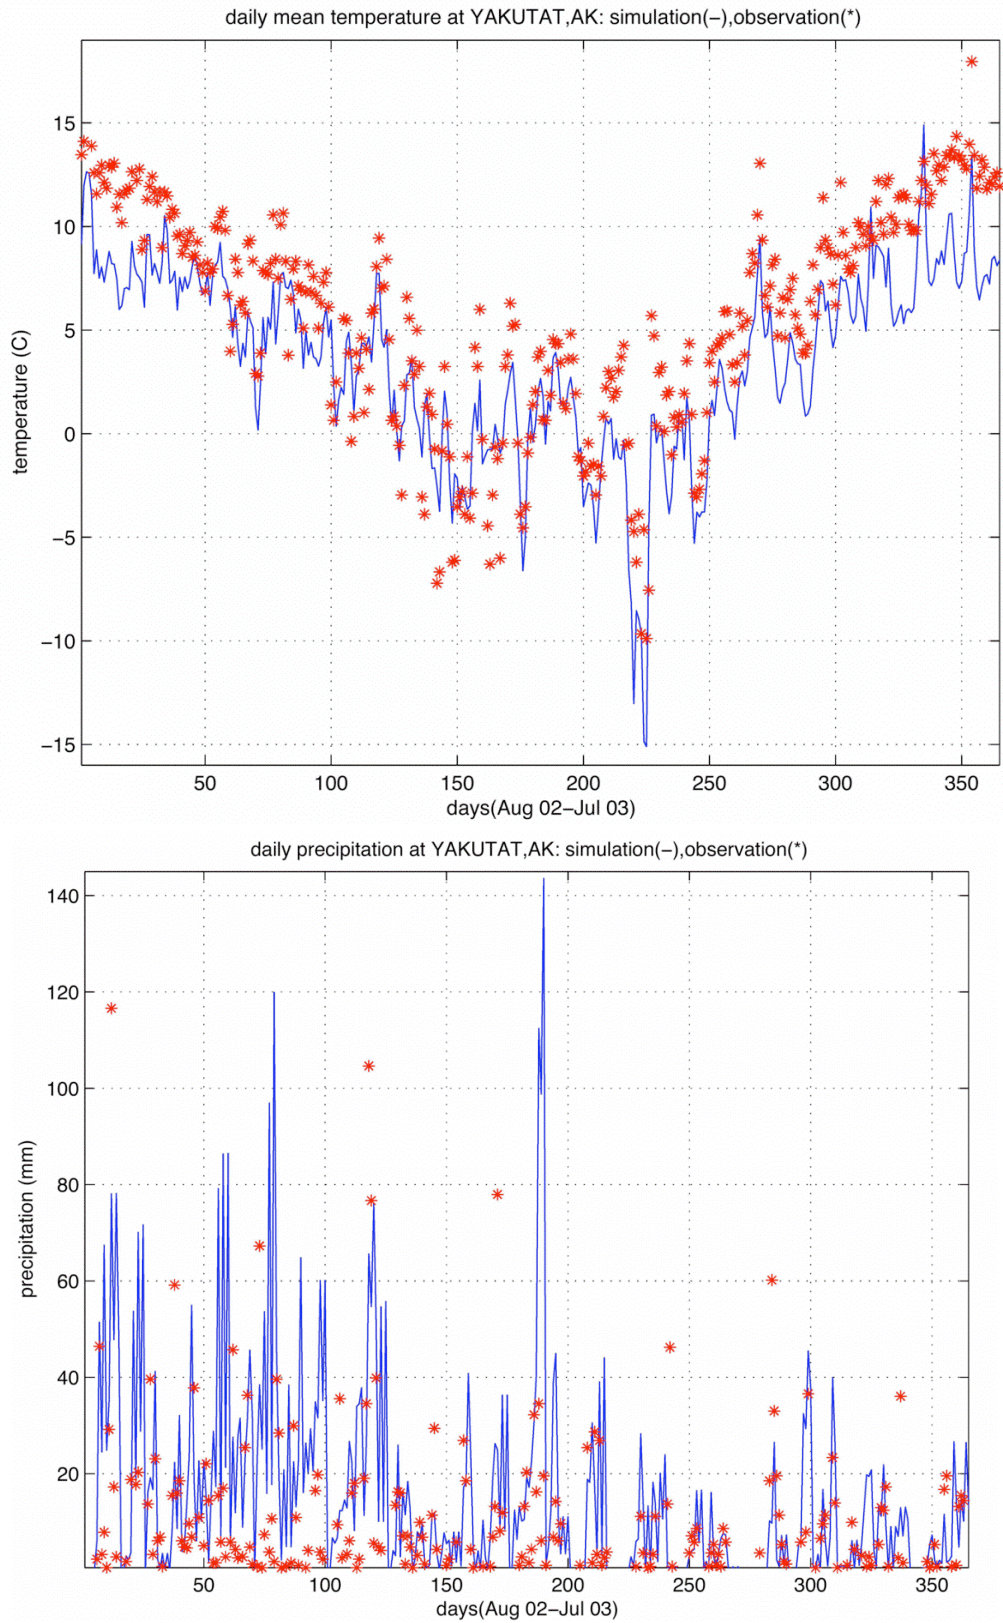 daily mean temperature at YAKUTAT,AK: simulation(−),observation(*)
temperature (C)
15
10
5
0
−5
−10
−15
50 100 150 200 250 300 350
days(Aug 02−Jul 03)
daily precipitation at YAKUTAT,AK: simulation(−),observation(*)
precipitation (mm)
140
120
100
80
60
40
20
50 100 150 200 250 300 350
days(Aug 02−Jul 03)